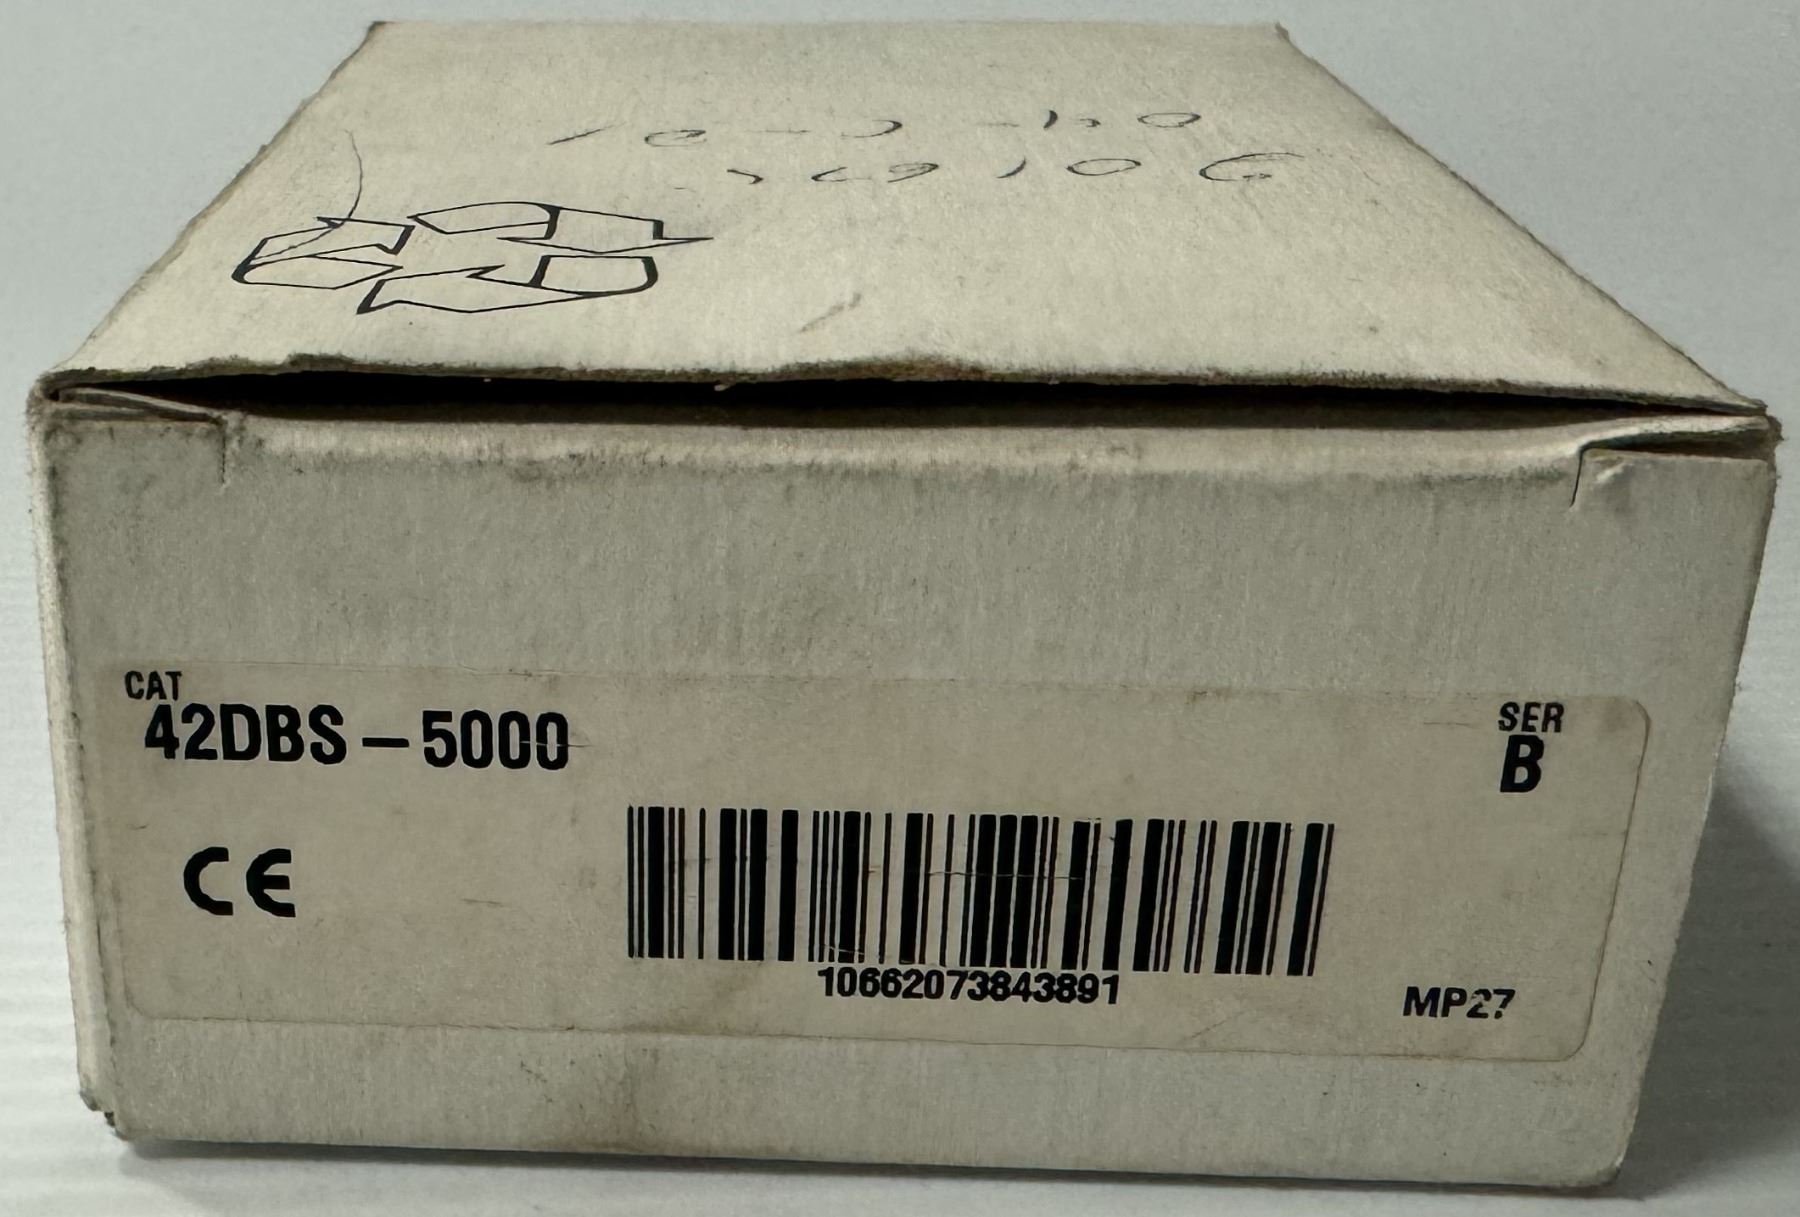 CAT
42DBS-5000
SER
B
CE
10662073843891
MP27